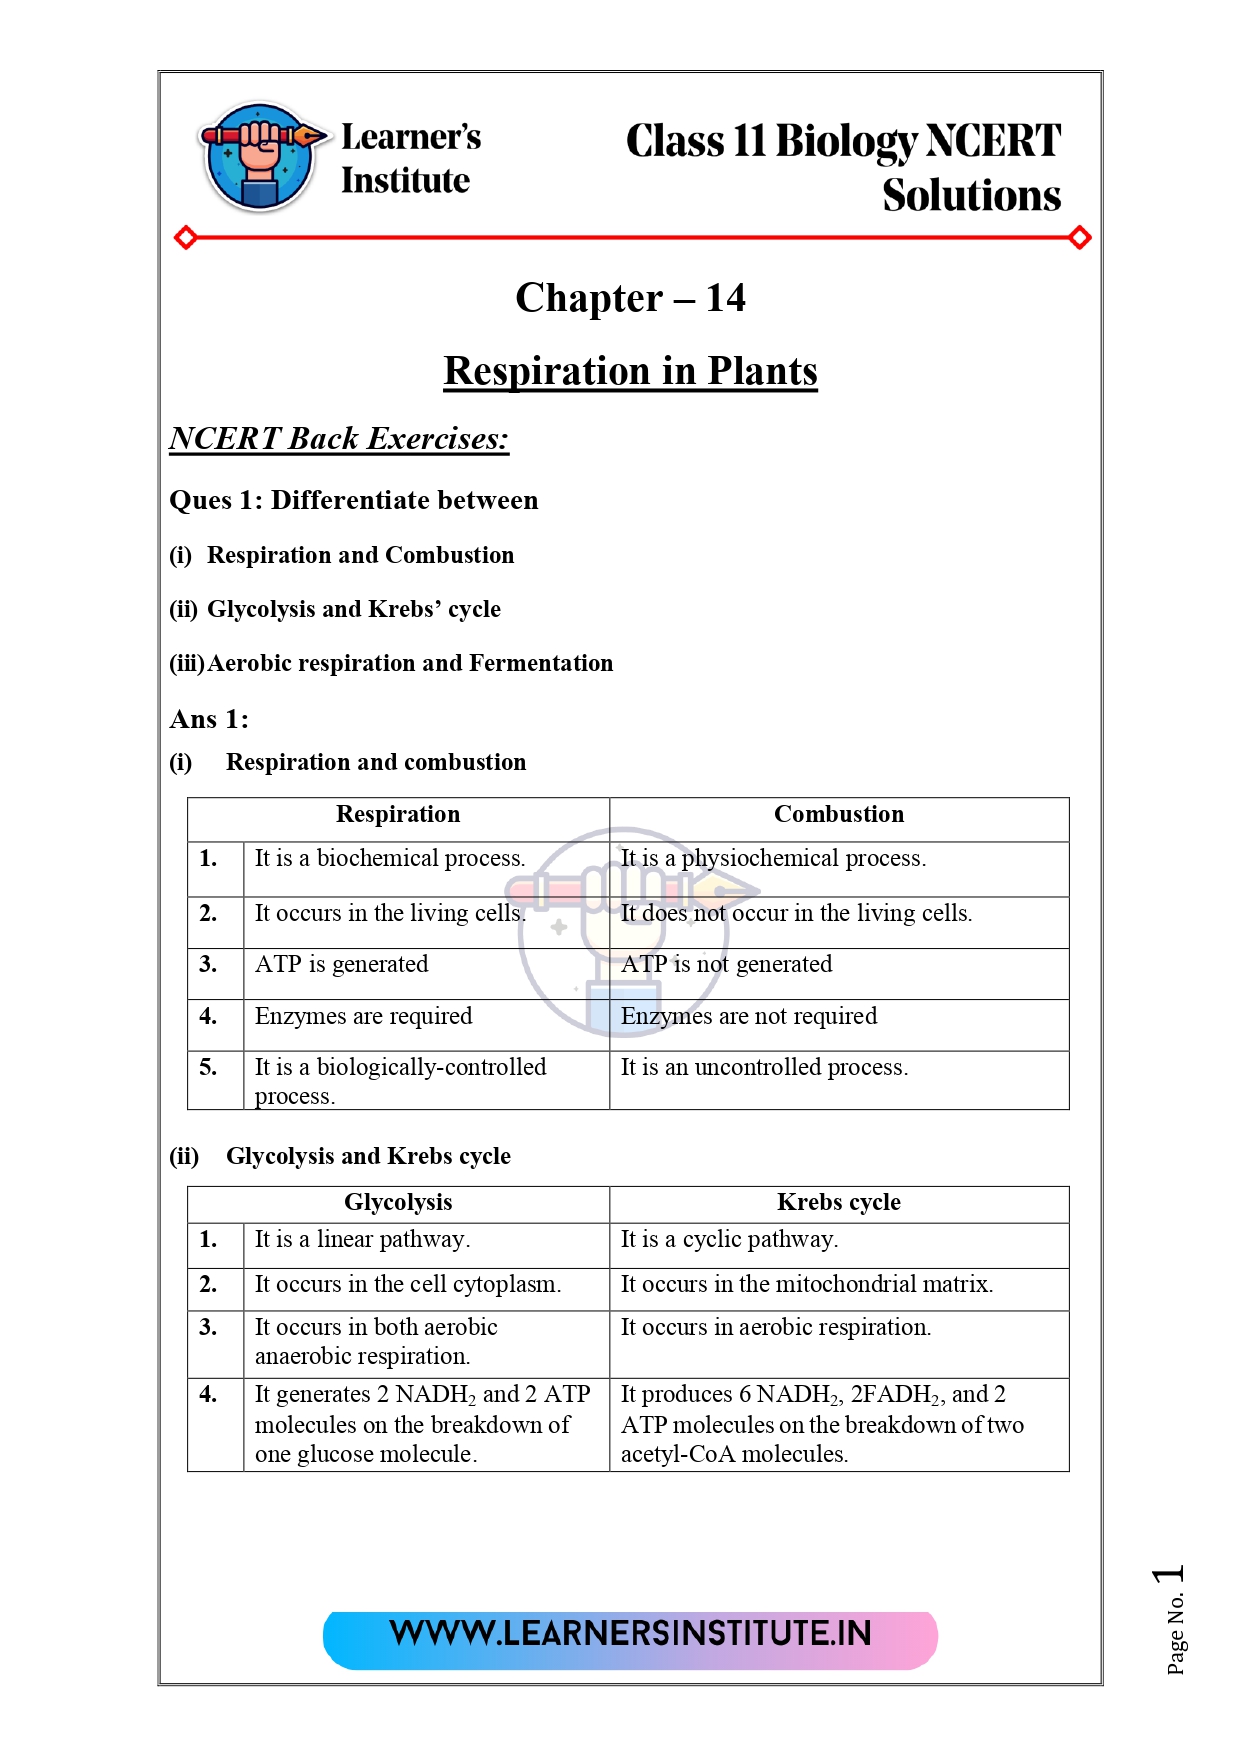 Learner's
Institute
Class 11 Biology NCERT
Solutions
Chapter – 14
Respiration in Plants
NCERT Back Exercises:
Ques 1: Differentiate between
(i) Respiration and Combustion
(ii) Glycolysis and Krebs’ cycle
(iii)Aerobic respiration and Fermentation
Ans 1:
(i) Respiration and combustion
Respiration Combustion
1. It is a biochemical process. It is a physiochemical process.
2. It occurs in the living cells. It does not occur in the living cells.
3. ATP is generated ATP is not generated
4. Enzymes are required Enzymes are not required
5. It is a biologically-controlled It is an uncontrolled process.
process.
(ii) Glycolysis and Krebs cycle
Glycolysis Krebs cycle
1. It is a linear pathway. It is a cyclic pathway.
2. It occurs in the cell cytoplasm. It occurs in the mitochondrial matrix.
3. It occurs in both aerobic It occurs in aerobic respiration.
anaerobic respiration.
4. It generates 2 NADH₂ and 2 ATP It produces 6 NADH₂, 2FADH₂, and 2
molecules on the breakdown of ATP molecules on the breakdown of two
one glucose molecule. acetyl-CoA molecules.
WWW.LEARNERSINSTITUTE.IN
Page No. 1